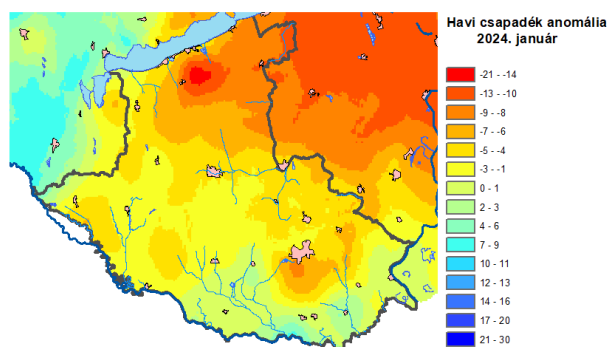 Havi csapadék anomália
2024. január
-21 - -14
-13 - -10
-9 - -8
-7 - -6
-5 - -4
-3 - -1
0 - 1
2 - 3
4 - 6
7 - 9
10 - 11
12 - 13
14 - 16
17 - 20
21 - 30